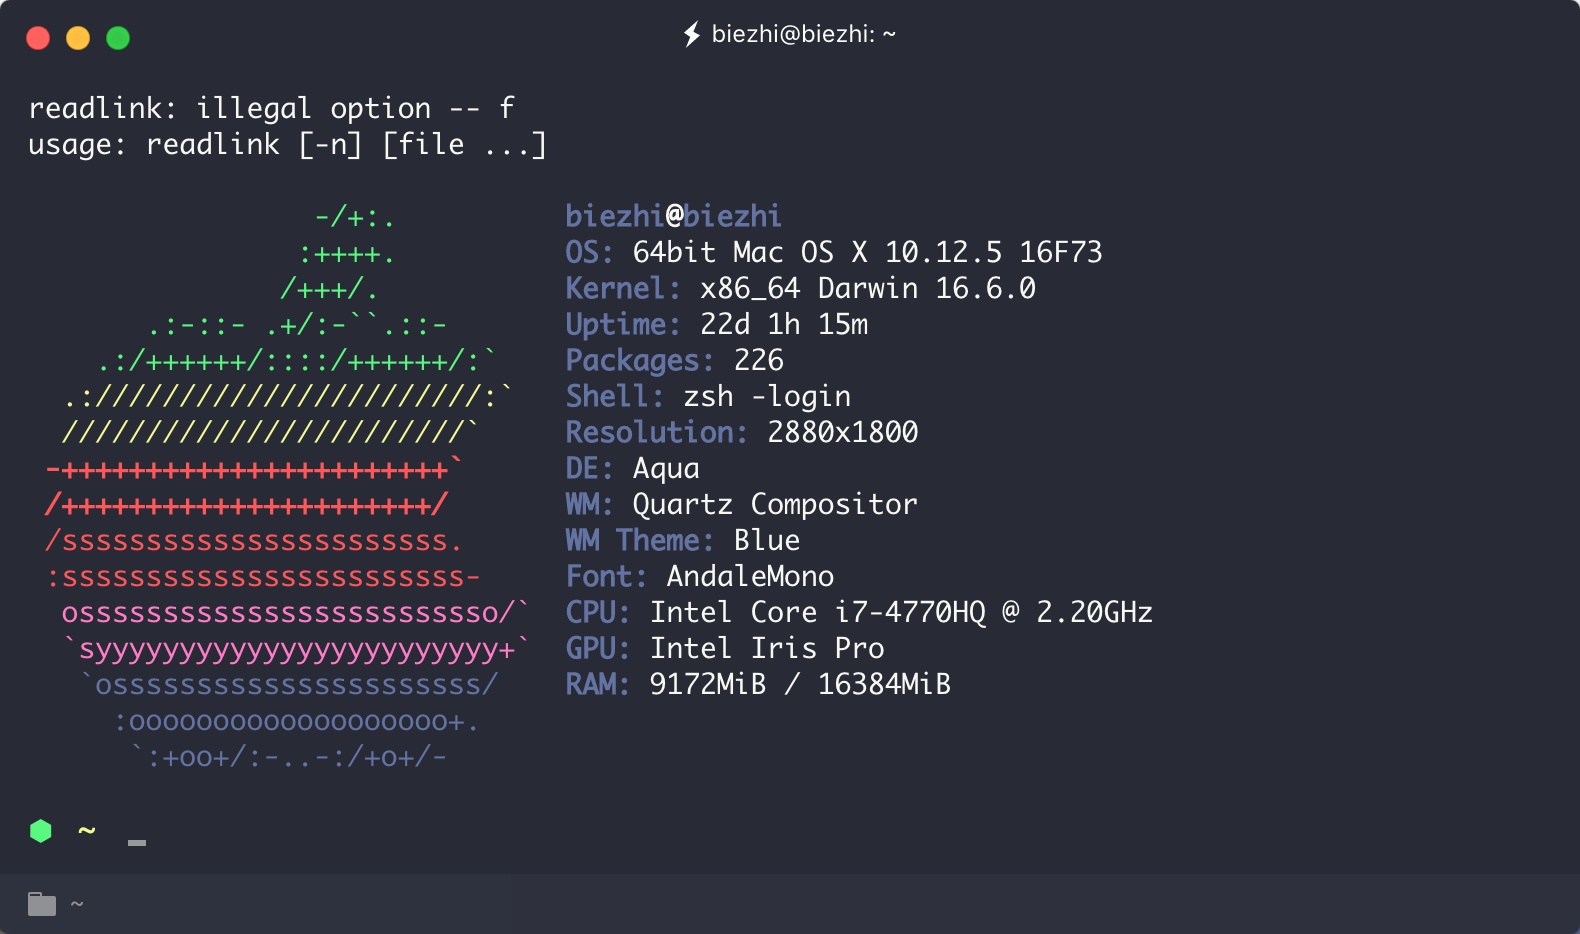 biezhi@biezhi: ~
readlink: illegal option -- f
usage: readlink [-n] [file ...]
-/+:.
biezhi@biezhi
:++++.
OS: 64bit Mac OS X 10.12.5 16F73
/+++/.
Kernel: x86_64 Darwin 16.6.0
.:-::- .+/:-``.::-
Uptime: 22d 1h 15m
.:/++++++/::::/++++++/:`
Packages: 226
.:///////////////////////:`
Shell: zsh -login
////////////////////////`
Resolution: 2880x1800
-+++++++++++++++++++++++`
DE: Aqua
/++++++++++++++++++++++/
WM: Quartz Compositor
/sssssssssssssssssssssss.
WM Theme: Blue
:ssssssssssssssssssssssss-
Font: AndaleMono
osssssssssssssssssssssssso/`
CPU: Intel Core i7-4770HQ @ 2.20GHz
`syyyyyyyyyyyyyyyyyyyyyyyy+`
GPU: Intel Iris Pro
`ossssssssssssssssssssss/
RAM: 9172MiB / 16384MiB
:ooooooooooooooooooo+.
`:+oo+/:-..-:/+o+/-
~ _
~